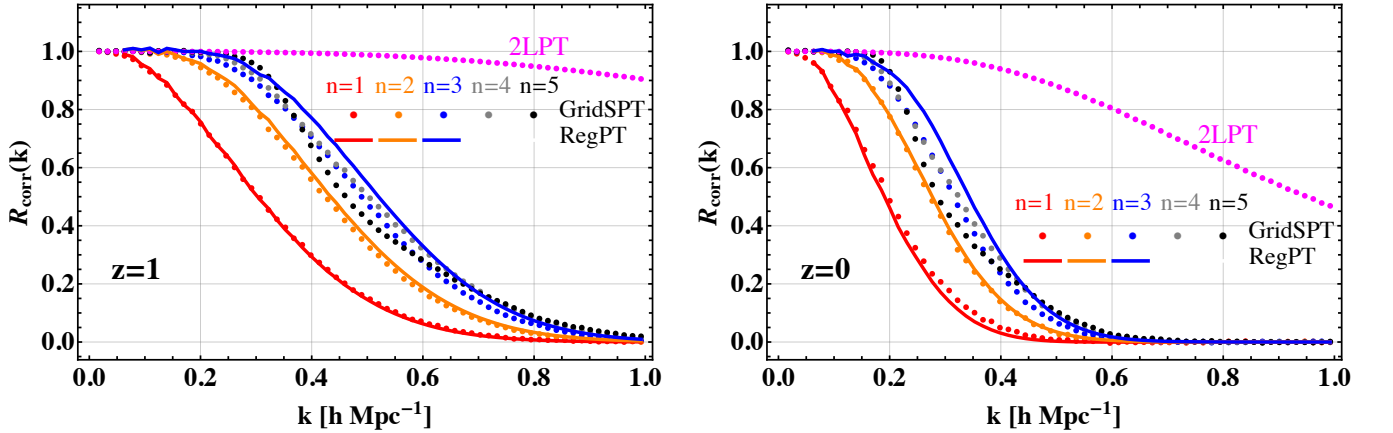 2LPT
n=1 n=2 n=3 n=4 n=5
GridSPT
RegPT
z=1
R_corr(k)
1.0
0.8
0.6
0.4
0.2
0.0
0.0 0.2 0.4 0.6 0.8 1.0
k [h Mpc⁻¹]
2LPT
n=1 n=2 n=3 n=4 n=5
GridSPT
RegPT
z=0
R_corr(k)
1.0
0.8
0.6
0.4
0.2
0.0
0.0 0.2 0.4 0.6 0.8 1.0
k [h Mpc⁻¹]